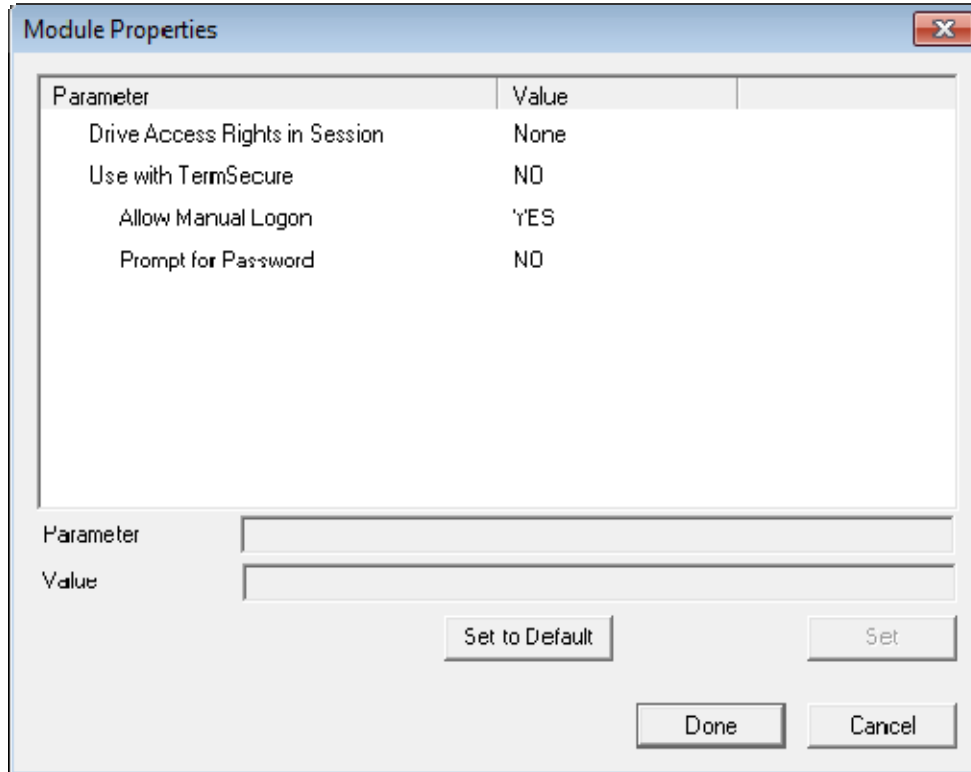 Module Properties
Parameter Value
Drive Access Rights in Session None
Use with TermSecure NO
Allow Manual Logon YES
Prompt for Password NO
Parameter
Value
Set to Default Set
Done Cancel